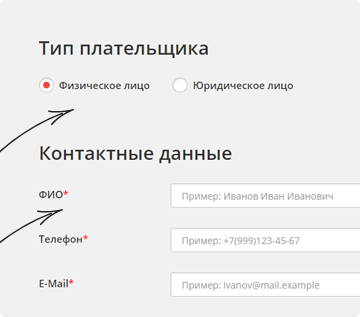 Тип плательщика
Физическое лицо Юридическое лицо
Контактные данные
ФИО* Пример: Иванов Иван Иванович
Телефон* Пример: +7(999)123-45-67
E-Mail* Пример: ivanov@mail.example